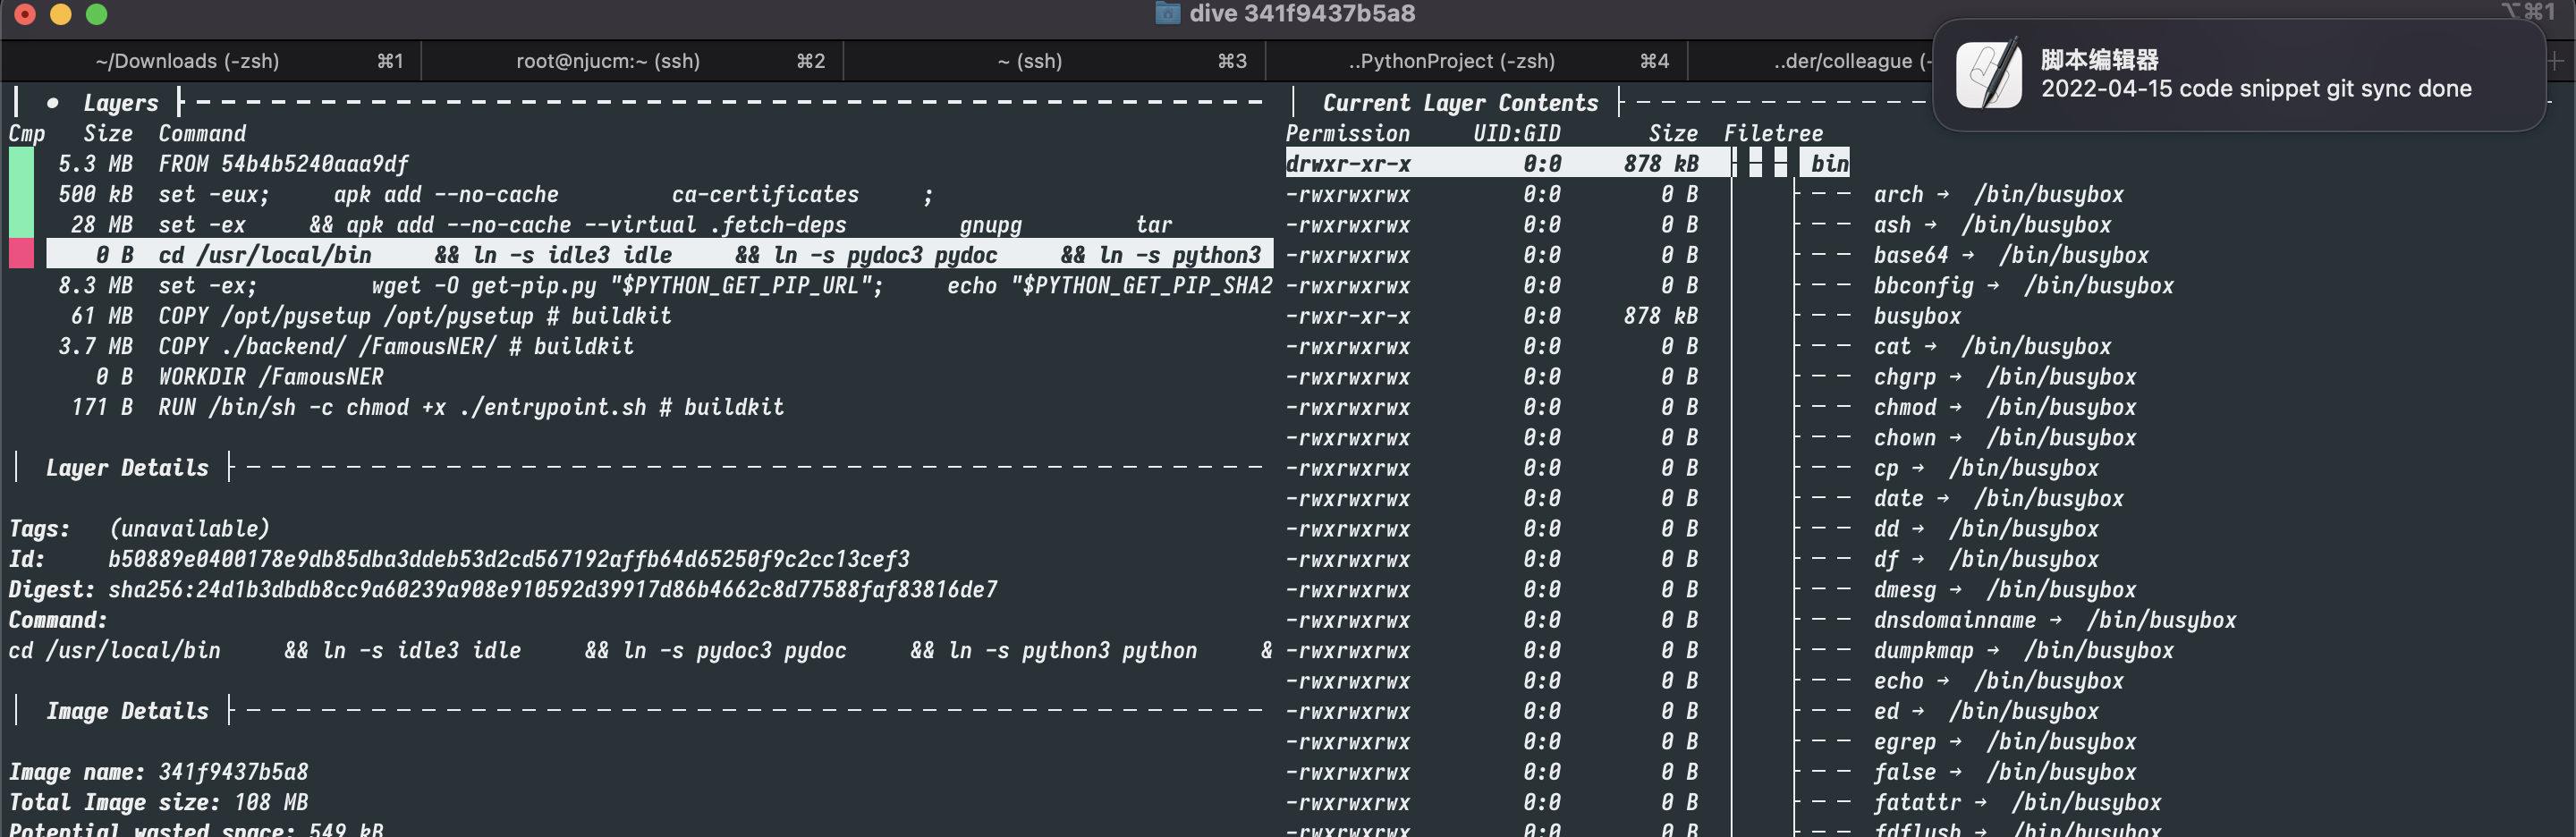 dive 341f9437b5a8
⌥⌘1
~/Downloads (-zsh) ⌘1
root@njucm:~ (ssh) ⌘2
~ (ssh) ⌘3
..PythonProject (-zsh) ⌘4
..der/colleague (-
脚本编辑器
2022-04-15 code snippet git sync done
● Layers
Cmp Size Command
5.3 MB FROM 54b4b5240aaa9df
500 kB set -eux; apk add --no-cache ca-certificates ;
28 MB set -ex && apk add --no-cache --virtual .fetch-deps gnupg tar
0 B cd /usr/local/bin && ln -s idle3 idle && ln -s pydoc3 pydoc && ln -s python3
8.3 MB set -ex; wget -O get-pip.py "$PYTHON_GET_PIP_URL"; echo "$PYTHON_GET_PIP_SHA2
61 MB COPY /opt/pysetup /opt/pysetup # buildkit
3.7 MB COPY ./backend/ /FamousNER/ # buildkit
0 B WORKDIR /FamousNER
171 B RUN /bin/sh -c chmod +x ./entrypoint.sh # buildkit
Layer Details
Tags: (unavailable)
Id: b50889e0400178e9db85dba3ddeb53d2cd567192affb64d65250f9c2cc13cef3
Digest: sha256:24d1b3dbdb8cc9a60239a908e910592d39917d86b4662c8d77588faf83816de7
Command:
cd /usr/local/bin && ln -s idle3 idle && ln -s pydoc3 pydoc && ln -s python3 python &
Image Details
Image name: 341f9437b5a8
Total Image size: 108 MB
Potential wasted space: 549 kB
Current Layer Contents
Permission UID:GID Size Filetree
drwxr-xr-x 0:0 878 kB bin
-rwxrwxrwx 0:0 0 B arch → /bin/busybox
-rwxrwxrwx 0:0 0 B ash → /bin/busybox
-rwxrwxrwx 0:0 0 B base64 → /bin/busybox
-rwxrwxrwx 0:0 0 B bbconfig → /bin/busybox
-rwxr-xr-x 0:0 878 kB busybox
-rwxrwxrwx 0:0 0 B cat → /bin/busybox
-rwxrwxrwx 0:0 0 B chgrp → /bin/busybox
-rwxrwxrwx 0:0 0 B chmod → /bin/busybox
-rwxrwxrwx 0:0 0 B chown → /bin/busybox
-rwxrwxrwx 0:0 0 B cp → /bin/busybox
-rwxrwxrwx 0:0 0 B date → /bin/busybox
-rwxrwxrwx 0:0 0 B dd → /bin/busybox
-rwxrwxrwx 0:0 0 B df → /bin/busybox
-rwxrwxrwx 0:0 0 B dmesg → /bin/busybox
-rwxrwxrwx 0:0 0 B dnsdomainname → /bin/busybox
-rwxrwxrwx 0:0 0 B dumpkmap → /bin/busybox
-rwxrwxrwx 0:0 0 B echo → /bin/busybox
-rwxrwxrwx 0:0 0 B ed → /bin/busybox
-rwxrwxrwx 0:0 0 B egrep → /bin/busybox
-rwxrwxrwx 0:0 0 B false → /bin/busybox
-rwxrwxrwx 0:0 0 B fatattr → /bin/busybox
-rwxrwxrwx 0:0 0 B fdflush → /bin/busybox